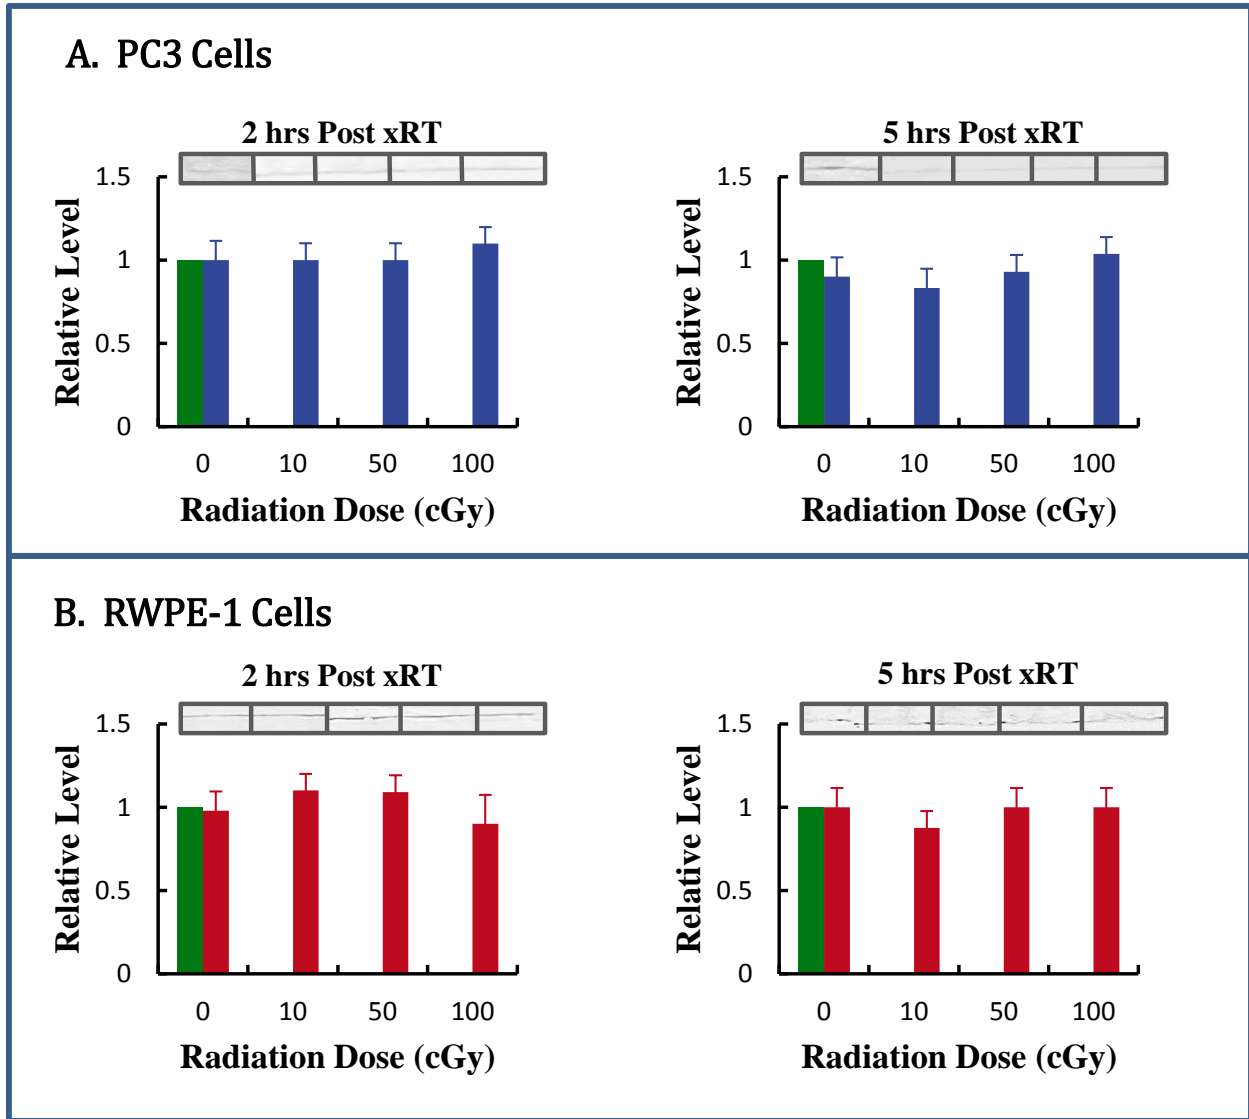 A. PC3 Cells
2 hrs Post xRT
Relative Level
1.5
1
0.5
0
0 10 50 100
Radiation Dose (cGy)
5 hrs Post xRT
Relative Level
1.5
1
0.5
0
0 10 50 100
Radiation Dose (cGy)
B. RWPE-1 Cells
2 hrs Post xRT
Relative Level
1.5
1
0.5
0
0 10 50 100
Radiation Dose (cGy)
5 hrs Post xRT
Relative Level
1.5
1
0.5
0
0 10 50 100
Radiation Dose (cGy)